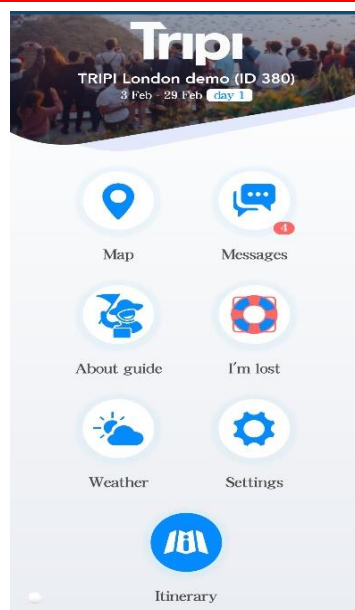 Tripi
TRIPI London demo (ID 380)
3 Feb - 29 Feb day 1
Map
Messages
4
About guide
I'm lost
Weather
Settings
Itinerary